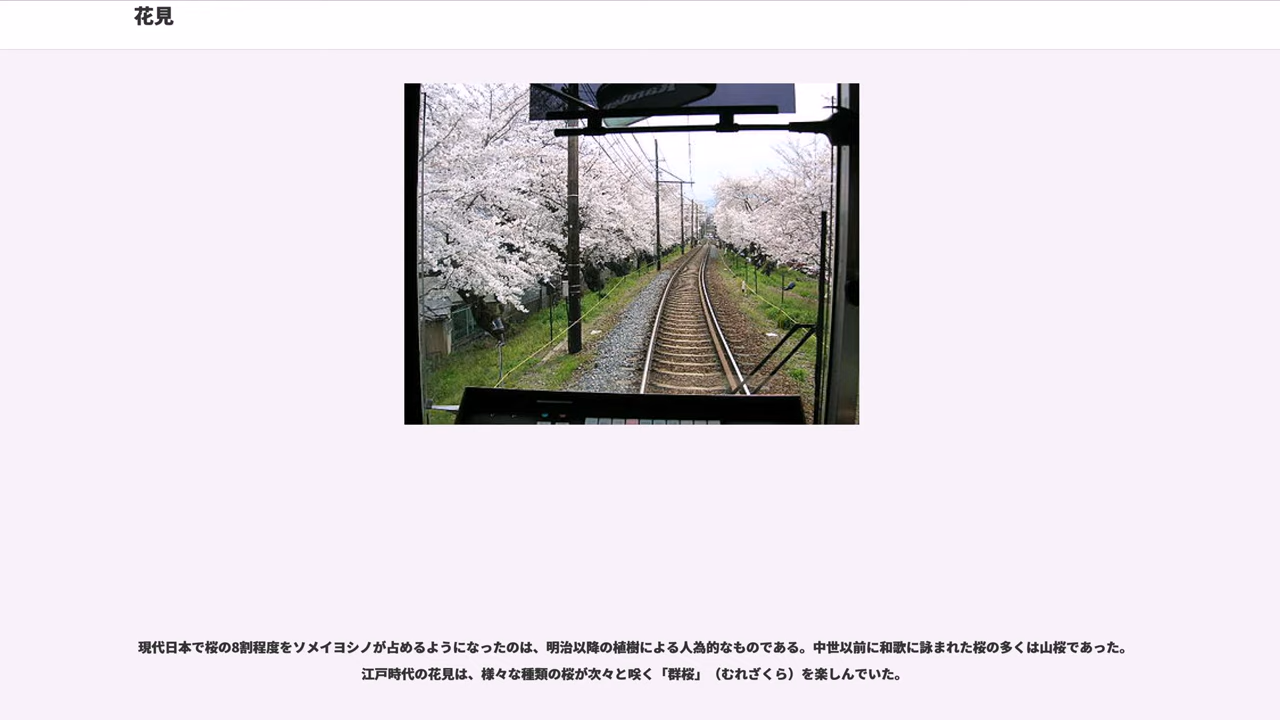 花見
現代日本で桜の8割程度をソメイヨシノが占めるようになったのは、明治以降の植樹による人為的なものである。中世以前に和歌に詠まれた桜の多くは山桜であった。
江戸時代の花見は、様々な種類の桜が次々と咲く「群桜」（むれざくら）を楽しんでいた。